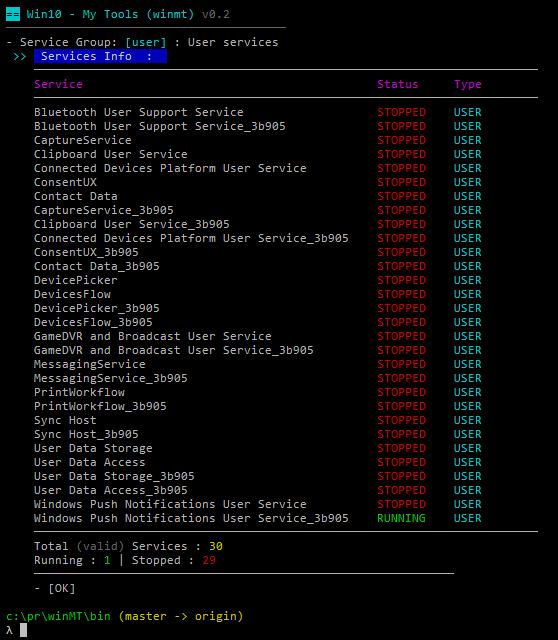 == Win10 - My Tools (winmt) v0.2
- Service Group: [user] : User services
>> Services Info :
Service Status Type
Bluetooth User Support Service STOPPED USER
Bluetooth User Support Service_3b905 STOPPED USER
CaptureService STOPPED USER
Clipboard User Service STOPPED USER
Connected Devices Platform User Service STOPPED USER
ConsentUX STOPPED USER
Contact Data STOPPED USER
CaptureService_3b905 STOPPED USER
Clipboard User Service_3b905 STOPPED USER
Connected Devices Platform User Service_3b905 STOPPED USER
ConsentUX_3b905 STOPPED USER
Contact Data_3b905 STOPPED USER
DevicePicker STOPPED USER
DevicesFlow STOPPED USER
DevicePicker_3b905 STOPPED USER
DevicesFlow_3b905 STOPPED USER
GameDVR and Broadcast User Service STOPPED USER
GameDVR and Broadcast User Service_3b905 STOPPED USER
MessagingService STOPPED USER
MessagingService_3b905 STOPPED USER
PrintWorkflow STOPPED USER
PrintWorkflow_3b905 STOPPED USER
Sync Host STOPPED USER
Sync Host_3b905 STOPPED USER
User Data Storage STOPPED USER
User Data Access STOPPED USER
User Data Storage_3b905 STOPPED USER
User Data Access_3b905 STOPPED USER
Windows Push Notifications User Service STOPPED USER
Windows Push Notifications User Service_3b905 RUNNING USER
Total (valid) Services : 30
Running : 1 | Stopped : 29
- [OK]
c:\pr\winMT\bin (master -> origin)
λ